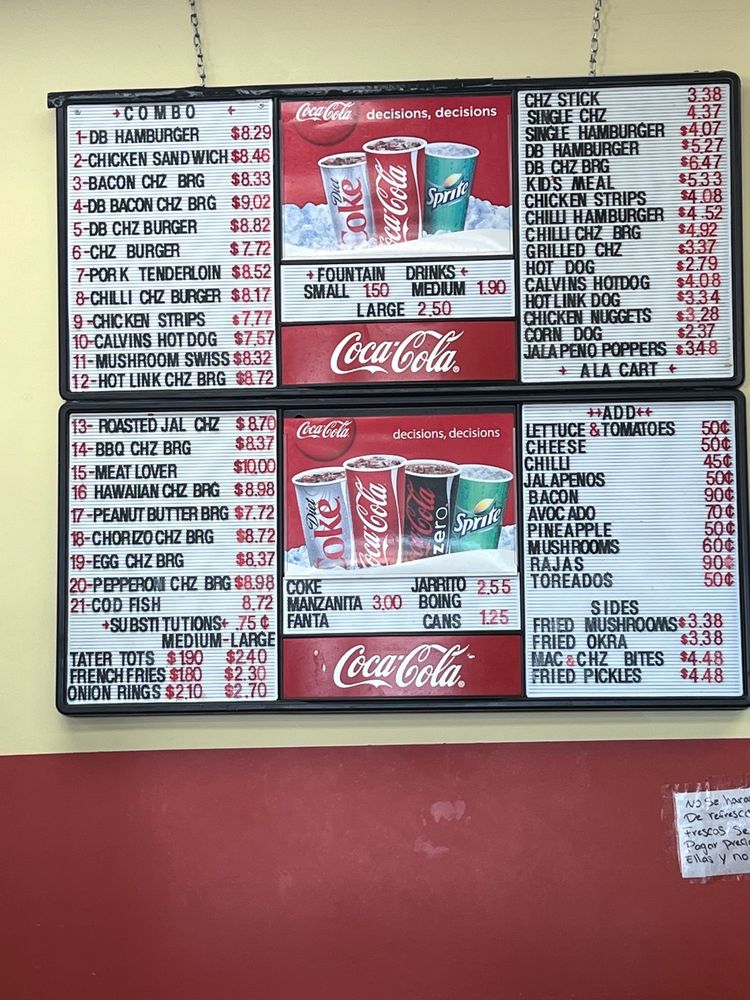 COMBO
1-DB HAMBURGER $8.29
2-CHICKEN SANDWICH $8.46
3-BACON CHZ BRG $8.33
4-DB BACON CHZ BRG $9.02
5-DB CHZ BURGER $8.82
6-CHZ BURGER $7.72
7-PORK TENDERLOIN $8.52
8-CHILLI CHZ BURGER $8.17
9-CHICKEN STRIPS $7.77
10-CALVINS HOTDOG $7.57
11-MUSHROOM SWISS $8.32
12-HOT LINK CHZ BRG $8.72
Coca-Cola decisions, decisions
Diet Coke Coca-Cola Sprite
FOUNTAIN DRINKS
SMALL 1.50 MEDIUM 1.90
LARGE 2.50
Coca-Cola
CHZ STICK 3.38
SINGLE CHZ 4.37
SINGLE HAMBURGER $4.07
DB HAMBURGER $5.27
DB CHZ BRG $6.47
KID'S MEAL $5.33
CHICKEN STRIPS $4.08
CHILLI HAMBURGER $4.52
CHILLI CHZ BRG $4.92
GRILLED CHZ $3.37
HOT DOG $2.79
CALVINS HOTDOG $4.08
HOT LINK DOG $3.34
CHICKEN NUGGETS $3.28
CORN DOG $2.37
JALAPENO POPPERS $3.48
A LA CART
13- ROASTED JAL CHZ $8.70
14-BBQ CHZ BRG $8.37
15-MEAT LOVER $10.00
16 HAWAIIAN CHZ BRG $8.98
17-PEANUT BUTTER BRG $7.72
18-CHORIZO CHZ BRG $8.72
19-EGG CHZ BRG $8.37
20-PEPPERONI CHZ BRG $8.98
21-COD FISH 8.72
SUBSTITUTIONS .75¢
MEDIUM-LARGE
TATER TOTS $1.90 $2.40
FRENCH FRIES $1.80 $2.30
ONION RINGS $2.10 $2.70
Coca-Cola decisions, decisions
Diet Coke Coca-Cola Coca-Cola zero Sprite
COKE JARRITO 2.55
MANZANITA 3.00 BOING
FANTA CANS 1.25
Coca-Cola
ADD
LETTUCE & TOMATOES 50¢
CHEESE 50¢
CHILLI 45¢
JALAPENOS 50¢
BACON 90¢
AVOCADO 70¢
PINEAPPLE 50¢
MUSHROOMS 60¢
RAJAS 90¢
TOREADOS 50¢
SIDES
FRIED MUSHROOMS $3.38
FRIED OKRA $3.38
MAC & CHZ BITES $4.48
FRIED PICKLES $4.48
No Se
De
frescos Se
Pagar
Ellas y no